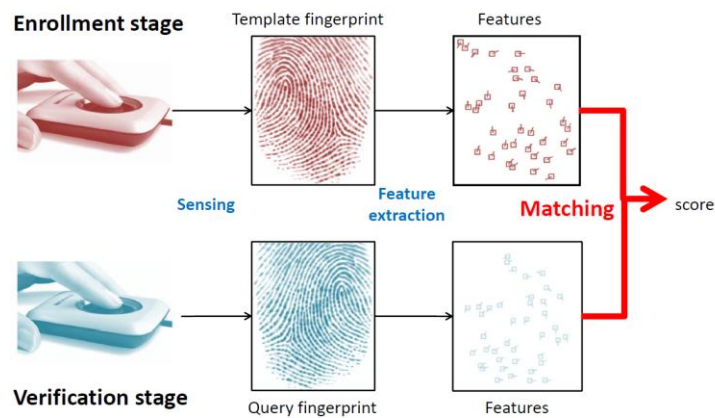 Enrollment stage
Template fingerprint
Features
Sensing
Feature
extraction
Matching
score
Verification stage
Query fingerprint
Features